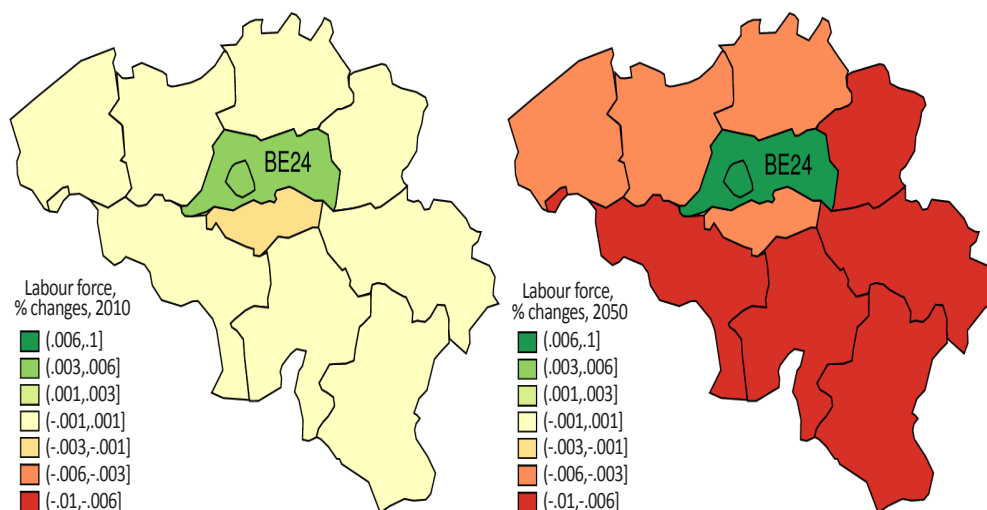 BE24
Labour force,
% changes, 2010
(.006,.1]
(.003,.006]
(.001,.003]
(-.001,.001]
(-.003,-.001]
(-.006,-.003]
(-.01,-.006]
BE24
Labour force,
% changes, 2050
(.006,.1]
(.003,.006]
(.001,.003]
(-.001,.001]
(-.003,-.001]
(-.006,-.003]
(-.01,-.006]